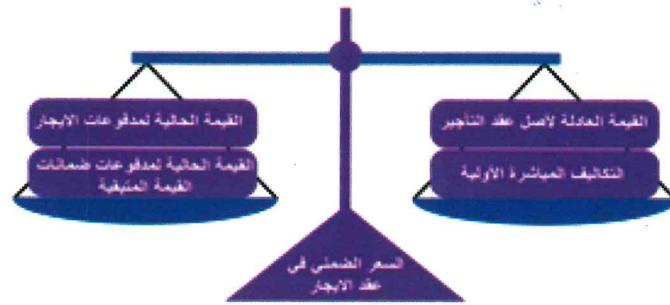 القيمة العادلة لأصل عقد التأجير
التكاليف المباشرة الأولية
القيمة الحالية لمدفوعات الايجار
القيمة الحالية لمدفوعات ضمانات
القيمة المتبقية
السعر الضمني في
عقد الايجار